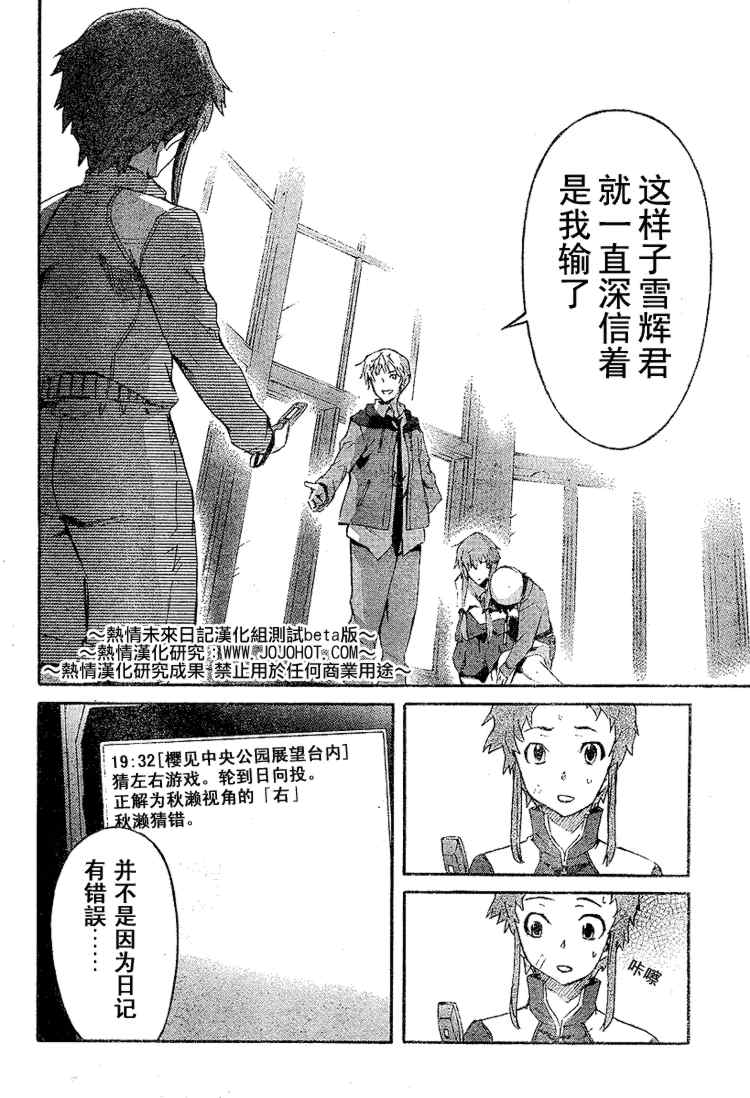 这样子雪辉君
就一直深信着
是我输了
～熱情未來日記漢化組測試beta版～
～熱情漢化研究：WWW.JOJOHOT.COM～
～熱情漢化研究成果 禁止用於任何商業用途～
19:32[樱见中央公园展望台内]
猜左右游戏。轮到日向投。
正解为秋濑视角的「右」
秋濑猜错。
并不是因为日记
有错誤
……
咔嚓